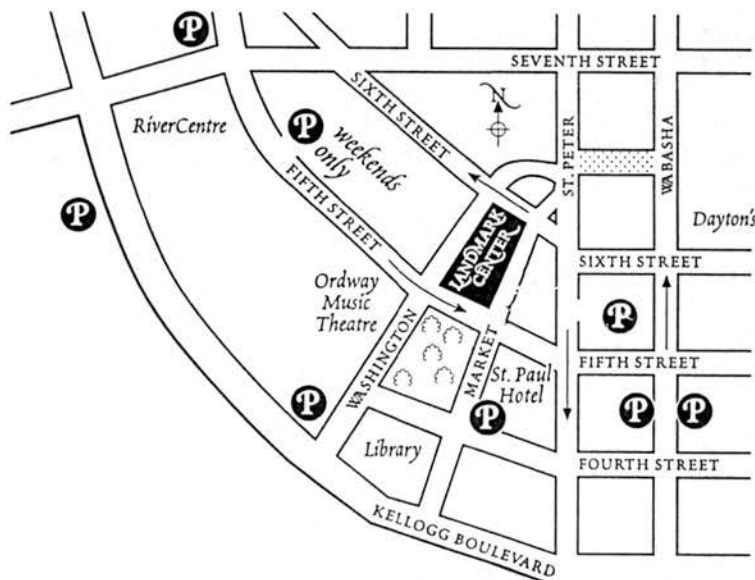 P
SEVENTH STREET
SIXTH STREET
N
RiverCentre
P
weekends
only
ST. PETER
WABASHA
P
FIFTH STREET
LANDMARK
CENTER
Dayton's
SIXTH STREET
Ordway
Music
Theatre
P
WASHINGTON
MARKET
FIFTH STREET
St. Paul
Hotel
P
P
P
P
Library
FOURTH STREET
KELLOGG BOULEVARD